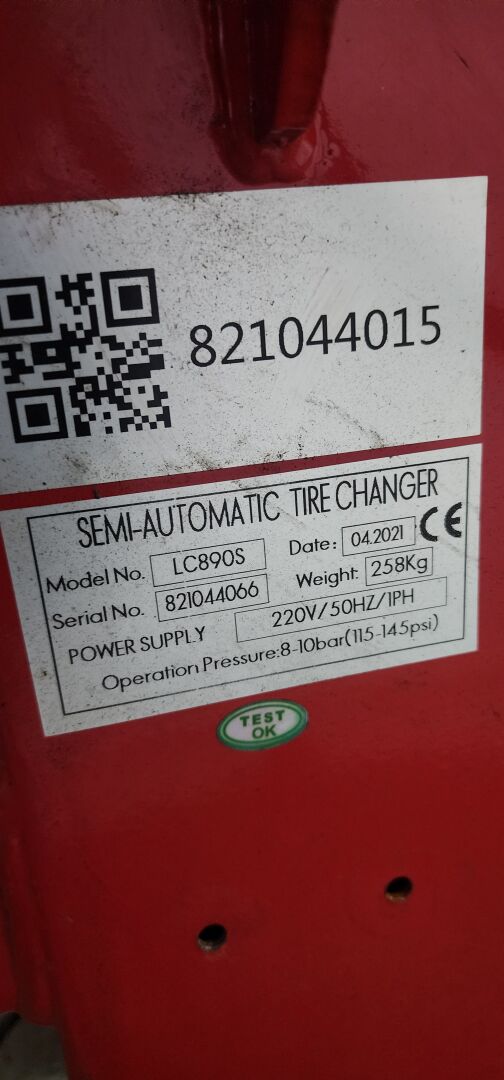 821044015
SEMI-AUTOMATIC TIRE CHANGER
Model No. LC890S Date: 04.2021 CE
Serial No. 821044066 Weight: 258Kg
POWER SUPPLY 220V/50HZ/1PH
Operation Pressure:8-10bar(115-145psi)
TEST
OK